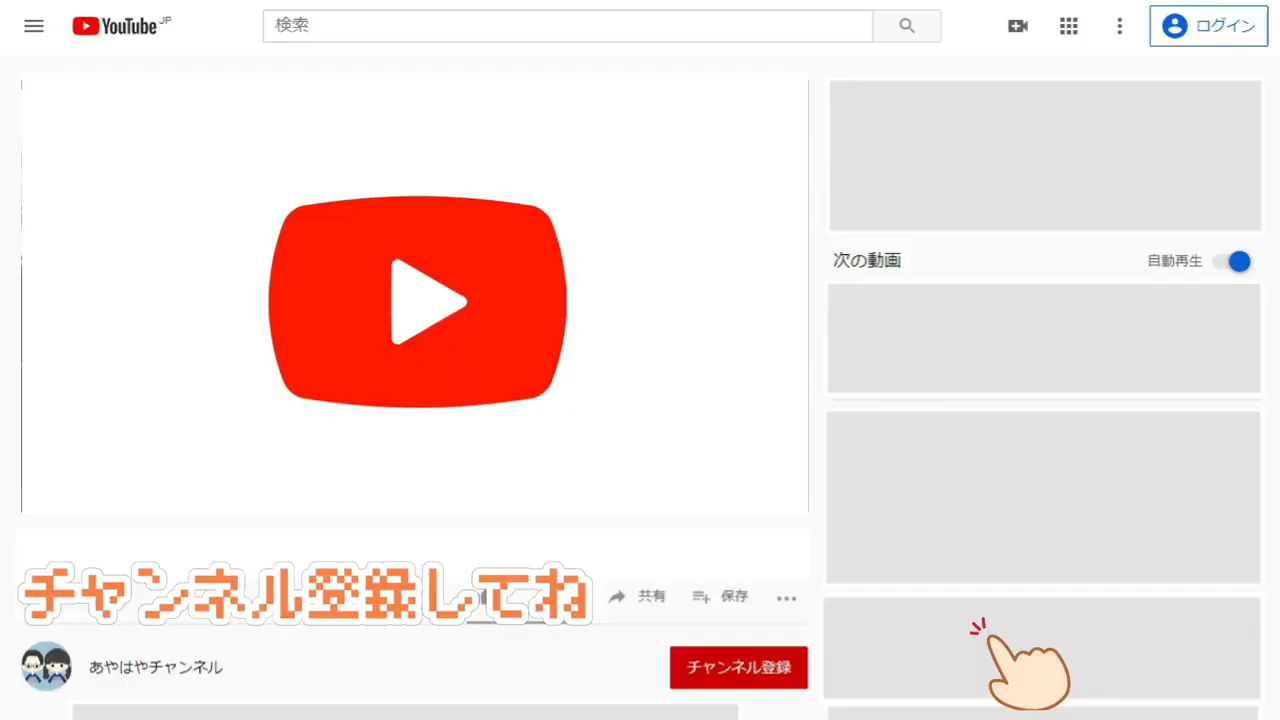 YouTube JP
検索
ログイン
次の動画
自動再生
チャンネル登録してね
共有
保存
あやはやチャンネル
チャンネル登録